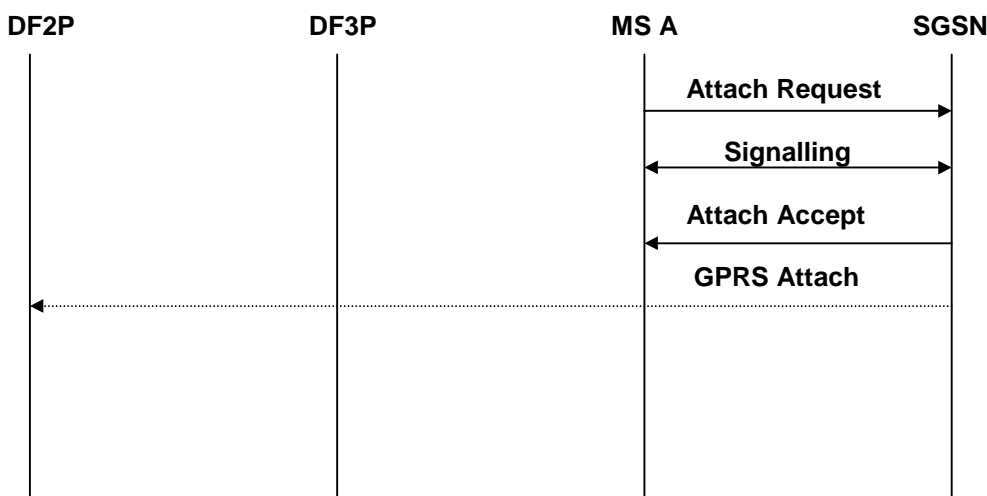 DF2P DF3P MS A SGSN
Attach Request
Signalling
Attach Accept
GPRS Attach